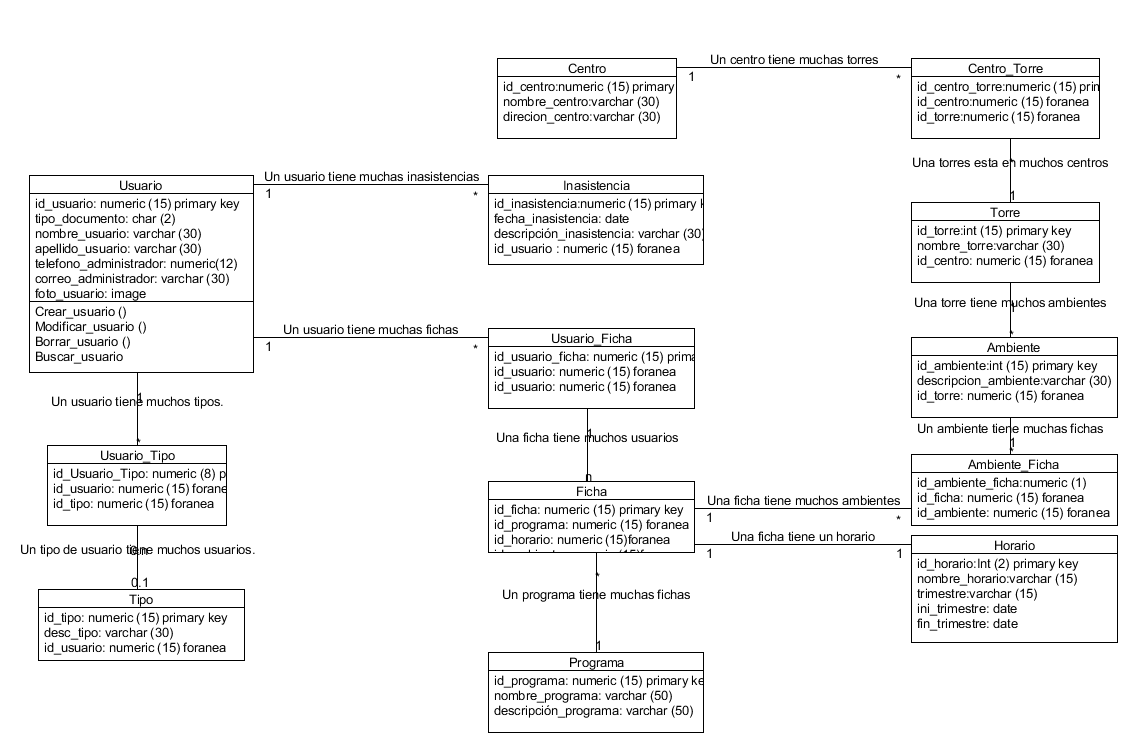 Un centro tiene muchas torres
Centro
1
*
Centro_Torre
id_centro:numeric (15) primary
nombre_centro:varchar (30)
direcion_centro:varchar (30)
id_centro_torre:numeric (15) prin
id_centro:numeric (15) foranea
id_torre:numeric (15) foranea
Una torres esta en muchos centros
1
Torre
id_torre:int (15) primary key
nombre_torre:varchar (30)
id_centro: numeric (15) foranea
Una torre tiene muchos ambientes
1
*
Ambiente
id_ambiente:int (15) primary key
descripcion_ambiente:varchar (30)
id_torre: numeric (15) foranea
Un ambiente tiene muchas fichas
1
*
Ambiente_Ficha
id_ambiente_ficha:numeric (1)
id_ficha: numeric (15) foranea
id_ambiente: numeric (15) foranea
Usuario
id_usuario: numeric (15) primary key
tipo_documento: char (2)
nombre_usuario: varchar (30)
apellido_usuario: varchar (30)
telefono_administrador: numeric(12)
correo_administrador: varchar (30)
foto_usuario: image
Crear_usuario ()
Modificar_usuario ()
Borrar_usuario ()
Buscar_usuario
Un usuario tiene muchas inasistencias
1
*
Inasistencia
id_inasistencia:numeric (15) primary k
fecha_inasistencia: date
descripción_inasistencia: varchar (30)
id_usuario : numeric (15) foranea
Un usuario tiene muchas fichas
1
*
Usuario_Ficha
id_usuario_ficha: numeric (15) prima
id_usuario: numeric (15) foranea
id_usuario: numeric (15) foranea
Una ficha tiene muchos usuarios
1
Ficha
id_ficha: numeric (15) primary key
id_programa: numeric (15) foranea
id_horario: numeric (15)foranea
Una ficha tiene muchos ambientes
1
*
Una ficha tiene un horario
1
1
Horario
id_horario:Int (2) primary key
nombre_horario:varchar (15)
trimestre:varchar (15)
ini_trimestre: date
fin_trimestre: date
Un usuario tiene muchos tipos.
1
*
Usuario_Tipo
id_Usuario_Tipo: numeric (8) p
id_usuario: numeric (15) forane
id_tipo: numeric (15) foranea
Un tipo de usuario tiene muchos usuarios.
0.1
Tipo
id_tipo: numeric (15) primary key
desc_tipo: varchar (30)
id_usuario: numeric (15) foranea
*
Un programa tiene muchas fichas
1
Programa
id_programa: numeric (15) primary ke
nombre_programa: varchar (50)
descripción_programa: varchar (50)